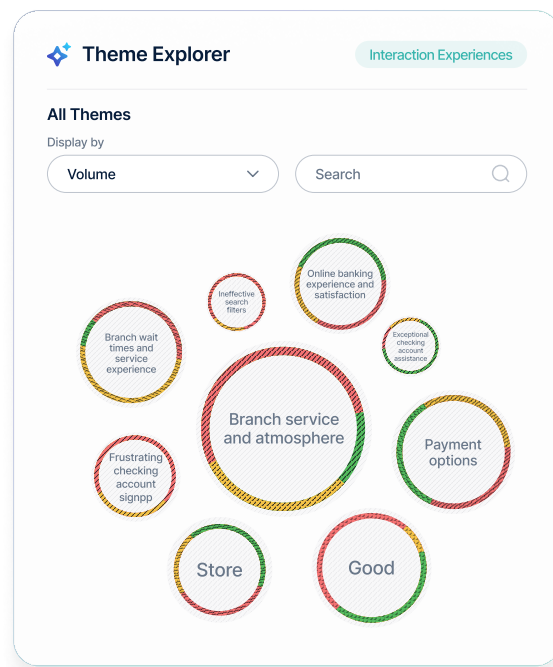 Theme Explorer
Interaction Experiences
All Themes
Display by
Volume
Search
Online banking
experience and
satisfaction
Ineffective
search
filters
Exceptional
checking
account
assistance
Branch wait
times and
service
experience
Branch service
and atmosphere
Payment
options
Frustrating
checking
account
signpp
Store
Good